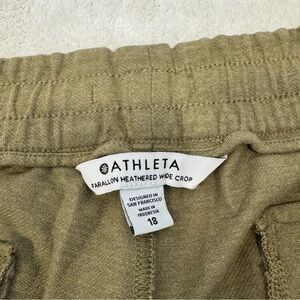 ATHLETA
FARALLON HEATHERED WIDE CROP
DESIGNED IN
SAN FRANCISCO
MADE IN
INDONESIA
18